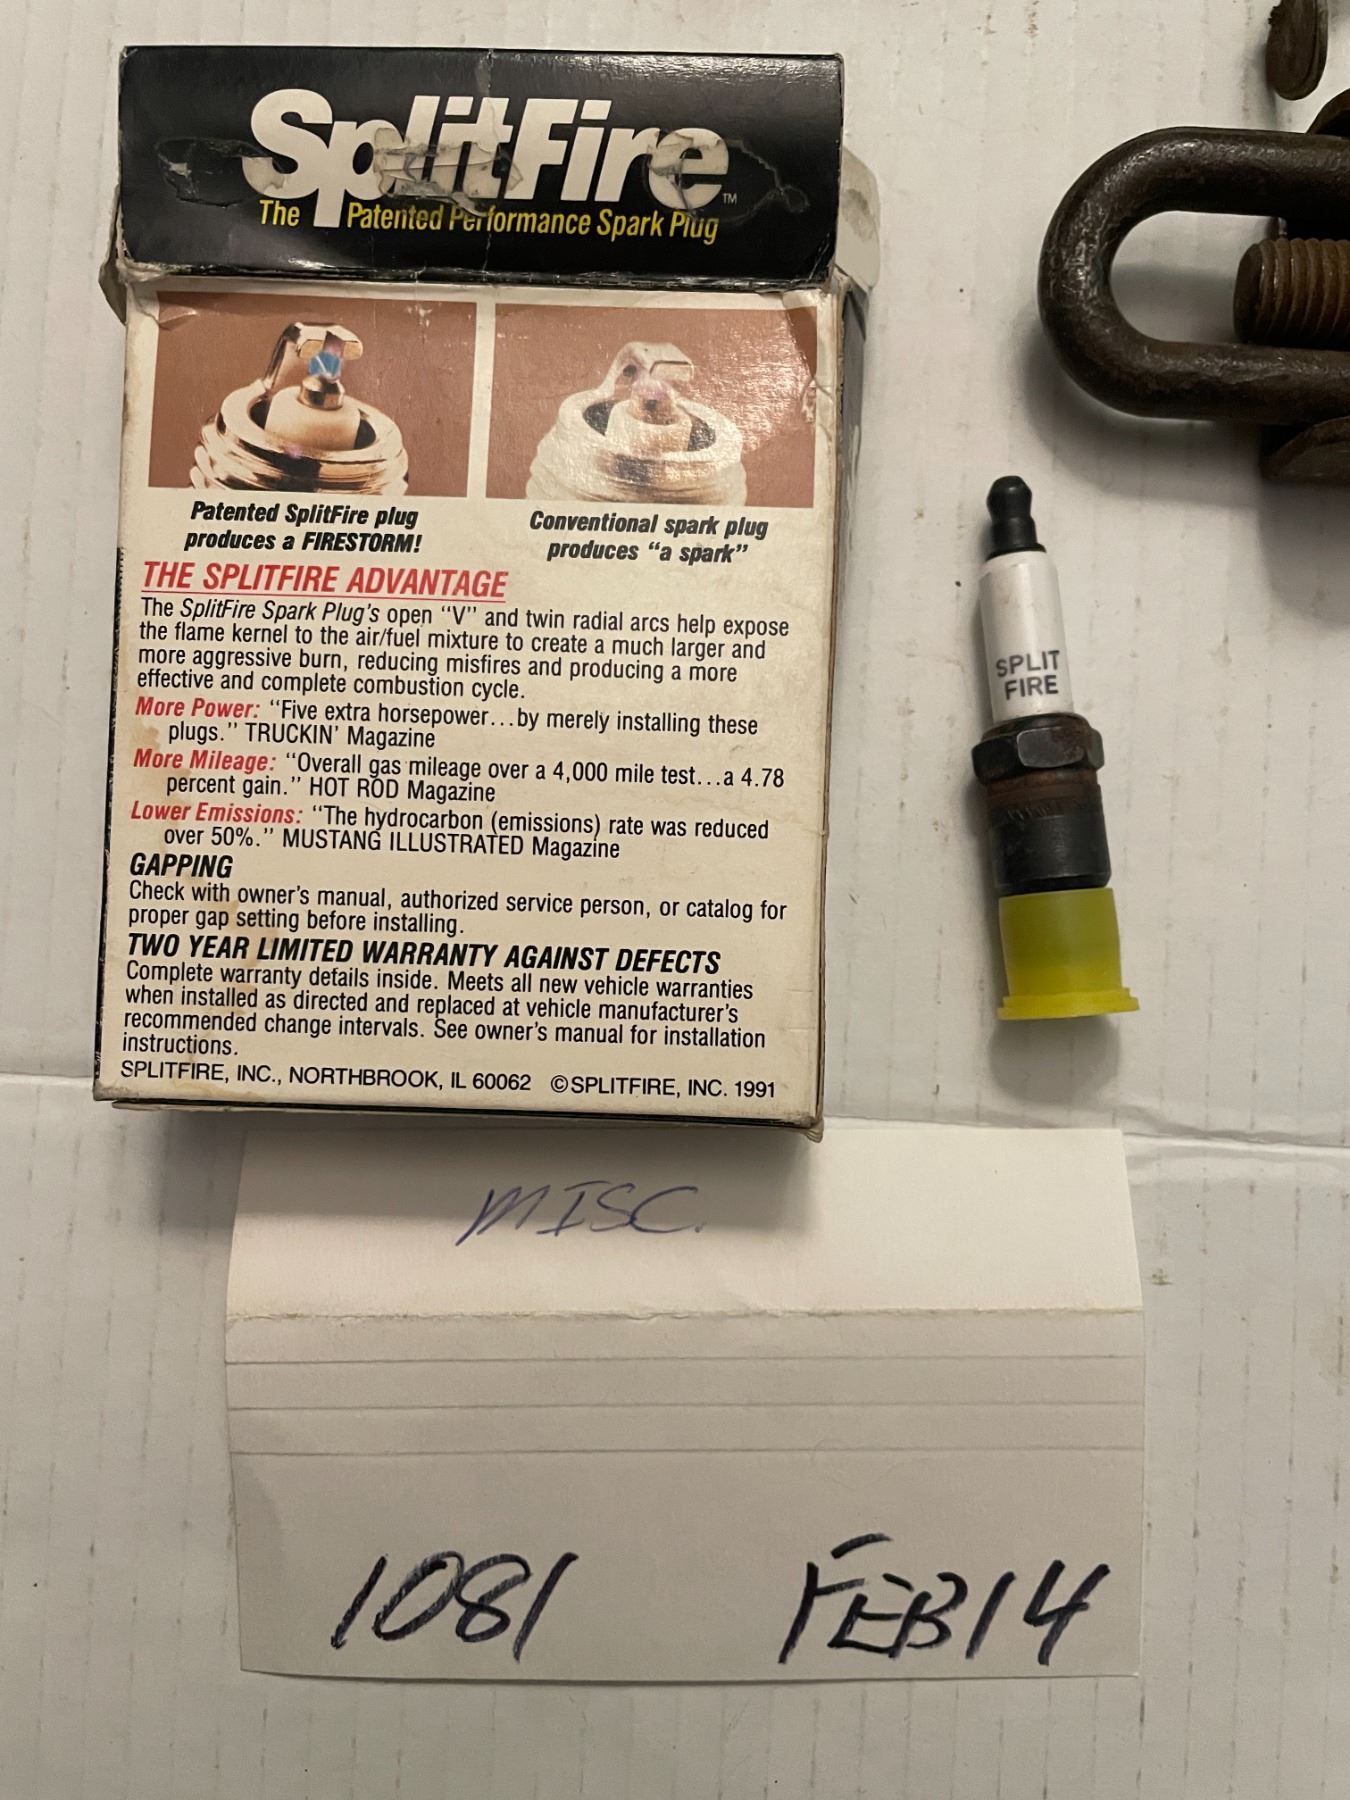 SplitFire™
The Patented Performance Spark Plug
Patented SplitFire plug
produces a FIRESTORM!
Conventional spark plug
produces “a spark”
THE SPLITFIRE ADVANTAGE
The SplitFire Spark Plug's open “V” and twin radial arcs help expose
the flame kernel to the air/fuel mixture to create a much larger and
more aggressive burn, reducing misfires and producing a more
effective and complete combustion cycle.
More Power: “Five extra horsepower...by merely installing these
plugs.” TRUCKIN' Magazine
More Mileage: “Overall gas mileage over a 4,000 mile test...a 4.78
percent gain.” HOT ROD Magazine
Lower Emissions: “The hydrocarbon (emissions) rate was reduced
over 50%.” MUSTANG ILLUSTRATED Magazine
GAPPING
Check with owner's manual, authorized service person, or catalog for
proper gap setting before installing.
TWO YEAR LIMITED WARRANTY AGAINST DEFECTS
Complete warranty details inside. Meets all new vehicle warranties
when installed as directed and replaced at vehicle manufacturer's
recommended change intervals. See owner's manual for installation
instructions.
SPLITFIRE, INC., NORTHBROOK, IL 60062 ©SPLITFIRE, INC. 1991
SPLIT
FIRE
MISC.
1081 FEB14